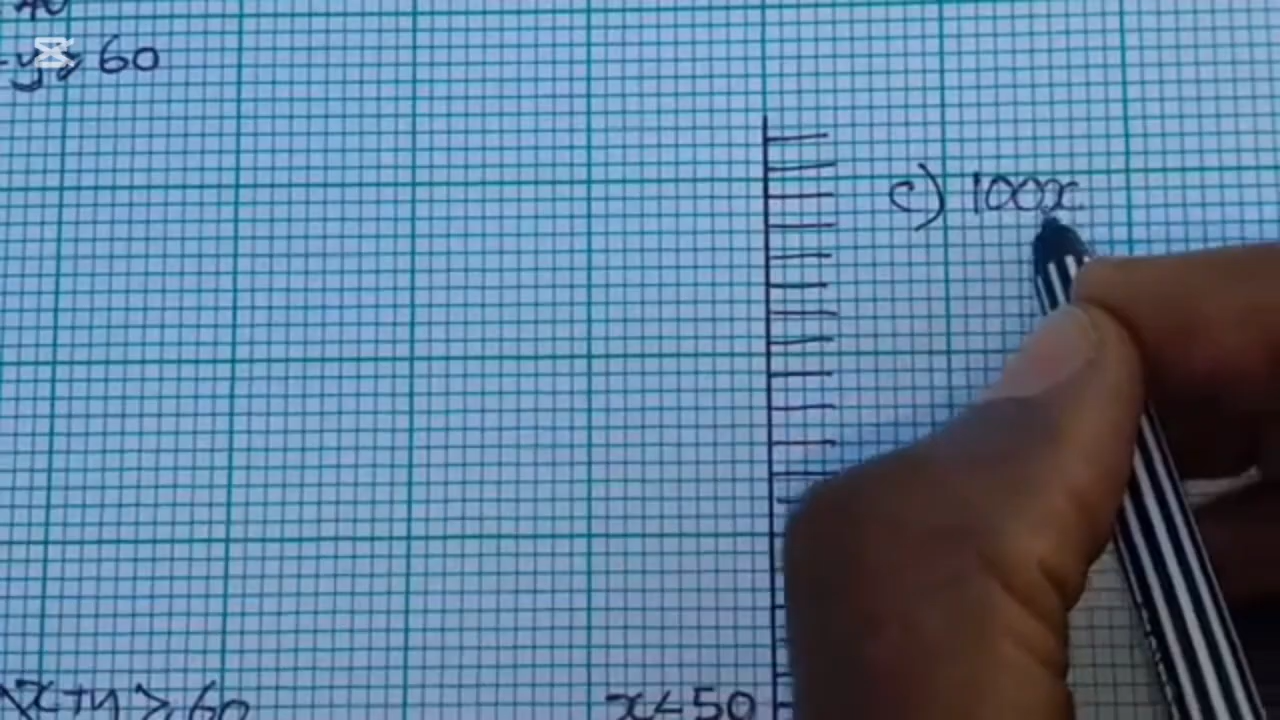 y ≥ 60
c) 100x
x+y ≥ 60
x<50